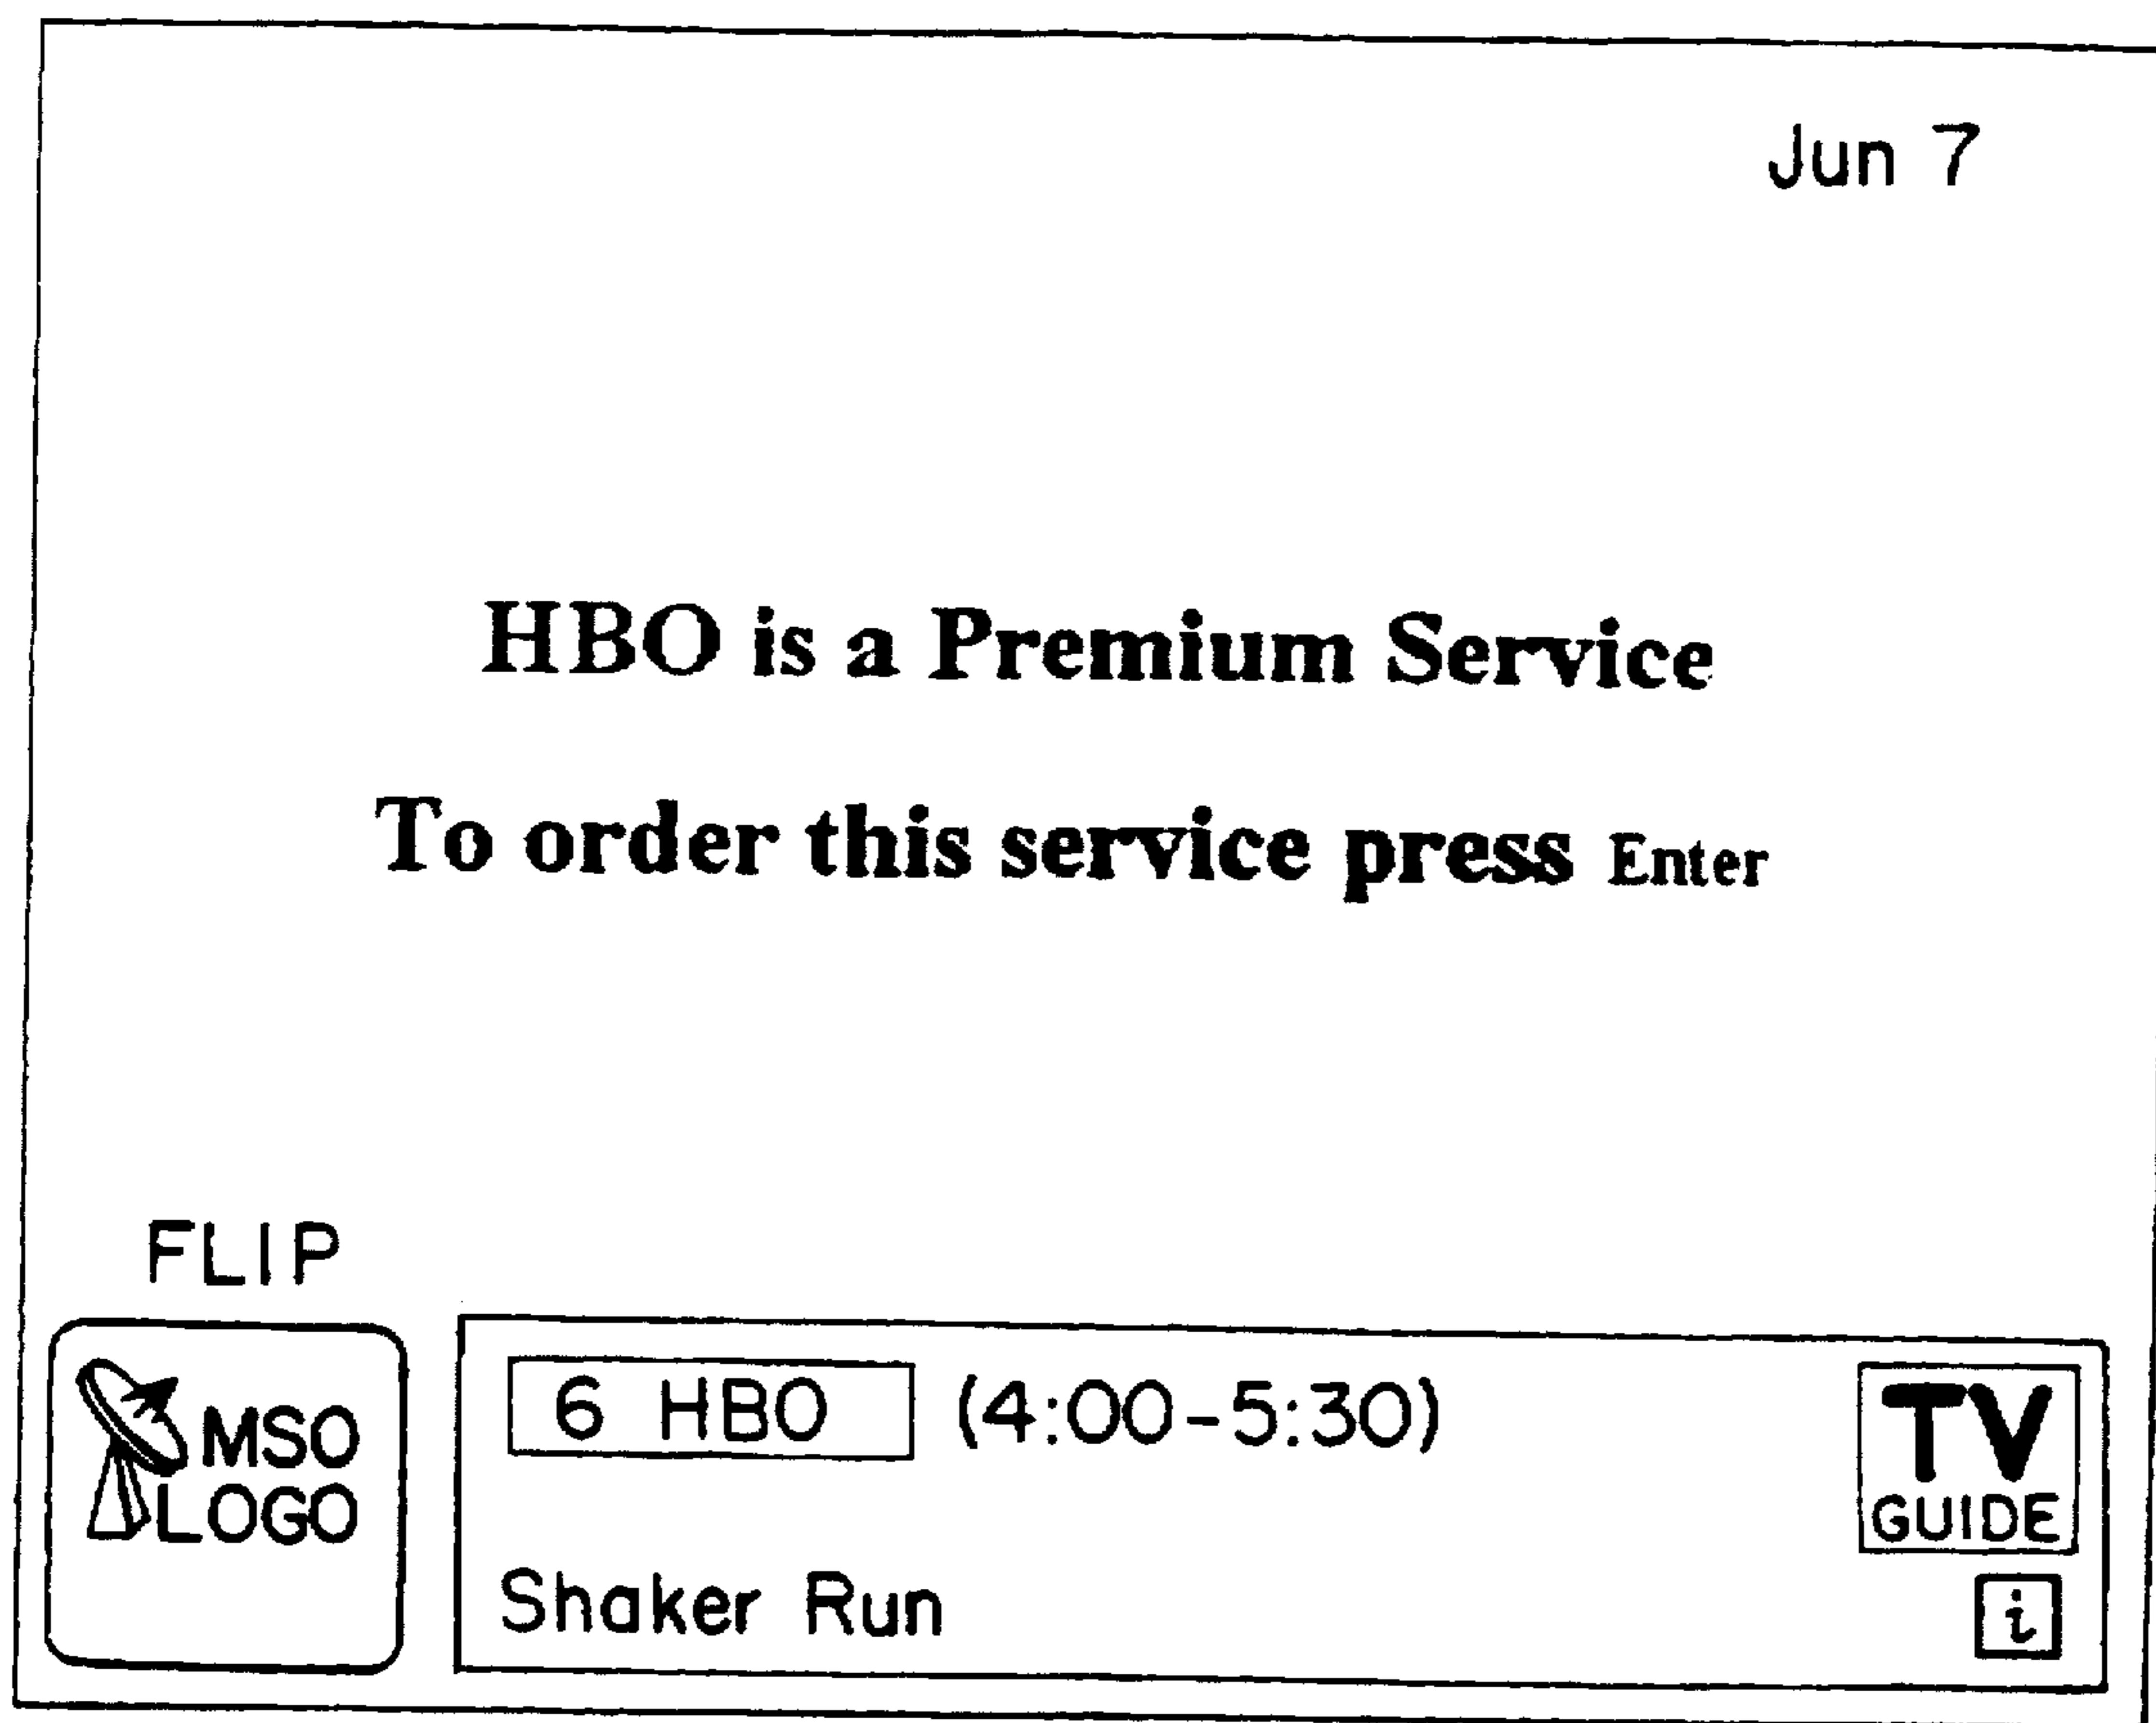 Jun 7
HBO is a Premium Service
To order this service press Enter
FLIP
MSO
LOGO
6 HBO (4:00-5:30)
TV
GUIDE
Shaker Run
i